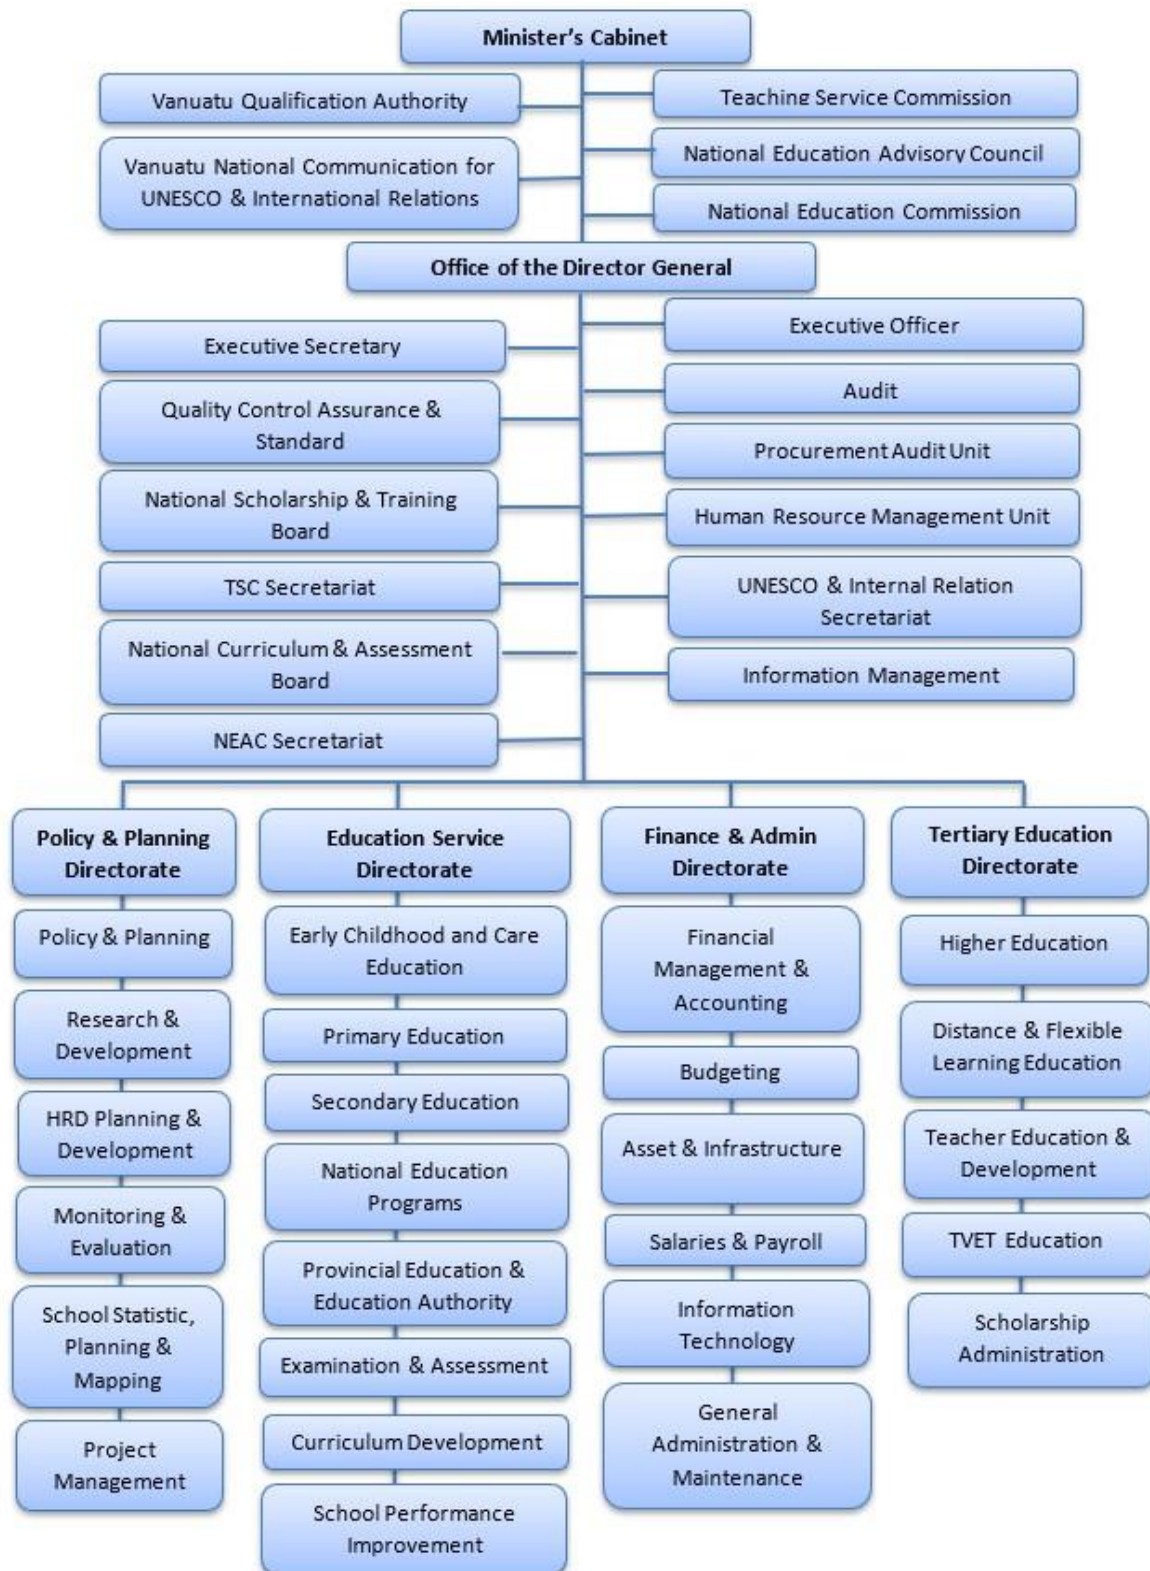 Minister’s Cabinet
Vanuatu Qualification Authority
Teaching Service Commission
Vanuatu National Communication for
UNESCO & International Relations
National Education Advisory Council
National Education Commission
Office of the Director General
Executive Secretary
Quality Control Assurance &
Standard
National Scholarship & Training
Board
TSC Secretariat
National Curriculum & Assessment
Board
NEAC Secretariat
Executive Officer
Audit
Procurement Audit Unit
Human Resource Management Unit
UNESCO & Internal Relation
Secretariat
Information Management
Policy & Planning
Directorate
Policy & Planning
Research &
Development
HRD Planning &
Development
Monitoring &
Evaluation
School Statistic,
Planning &
Mapping
Project
Management
Education Service
Directorate
Early Childhood and Care
Education
Primary Education
Secondary Education
National Education
Programs
Provincial Education &
Education Authority
Examination & Assessment
Curriculum Development
School Performance
Improvement
Finance & Admin
Directorate
Financial
Management &
Accounting
Budgeting
Asset & Infrastructure
Salaries & Payroll
Information
Technology
General
Administration &
Maintenance
Tertiary Education
Directorate
Higher Education
Distance & Flexible
Learning Education
Teacher Education &
Development
TVET Education
Scholarship
Administration